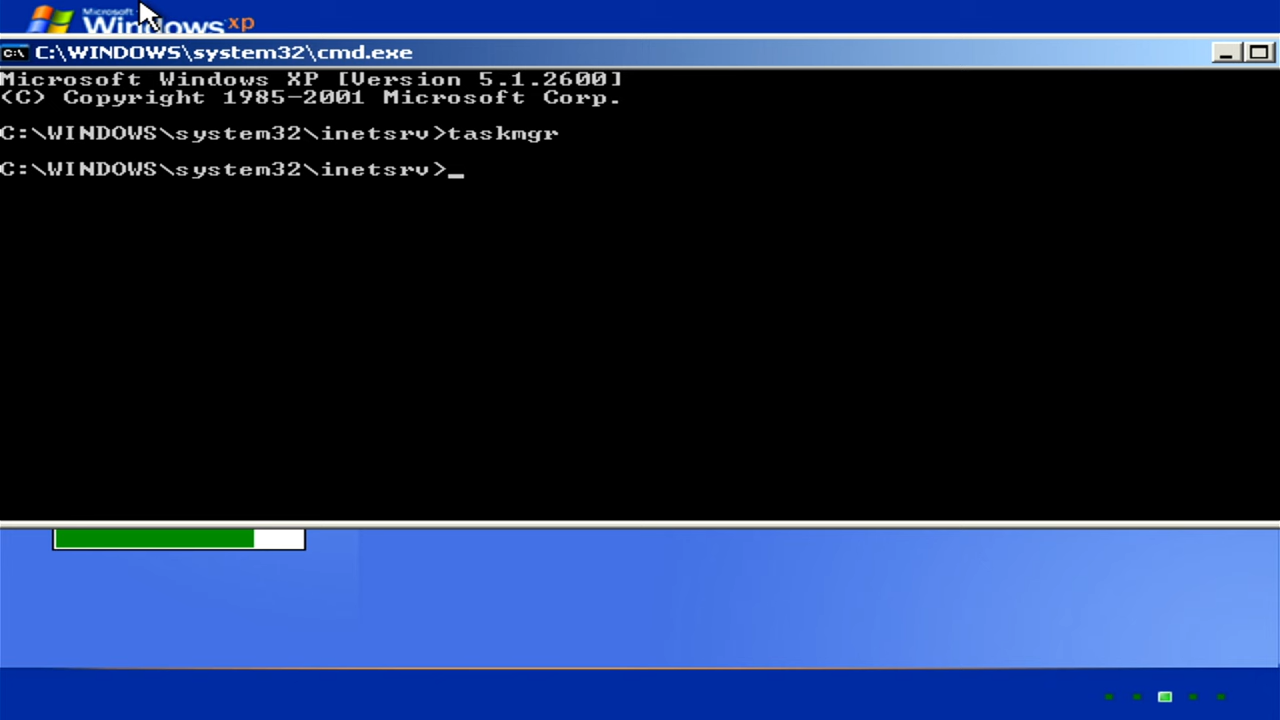 Microsoft
Windows xp
C:\WINDOWS\system32\cmd.exe
Microsoft Windows XP [Version 5.1.2600]
(C) Copyright 1985-2001 Microsoft Corp.
C:\WINDOWS\system32\inetsrv>taskmgr
C:\WINDOWS\system32\inetsrv>_